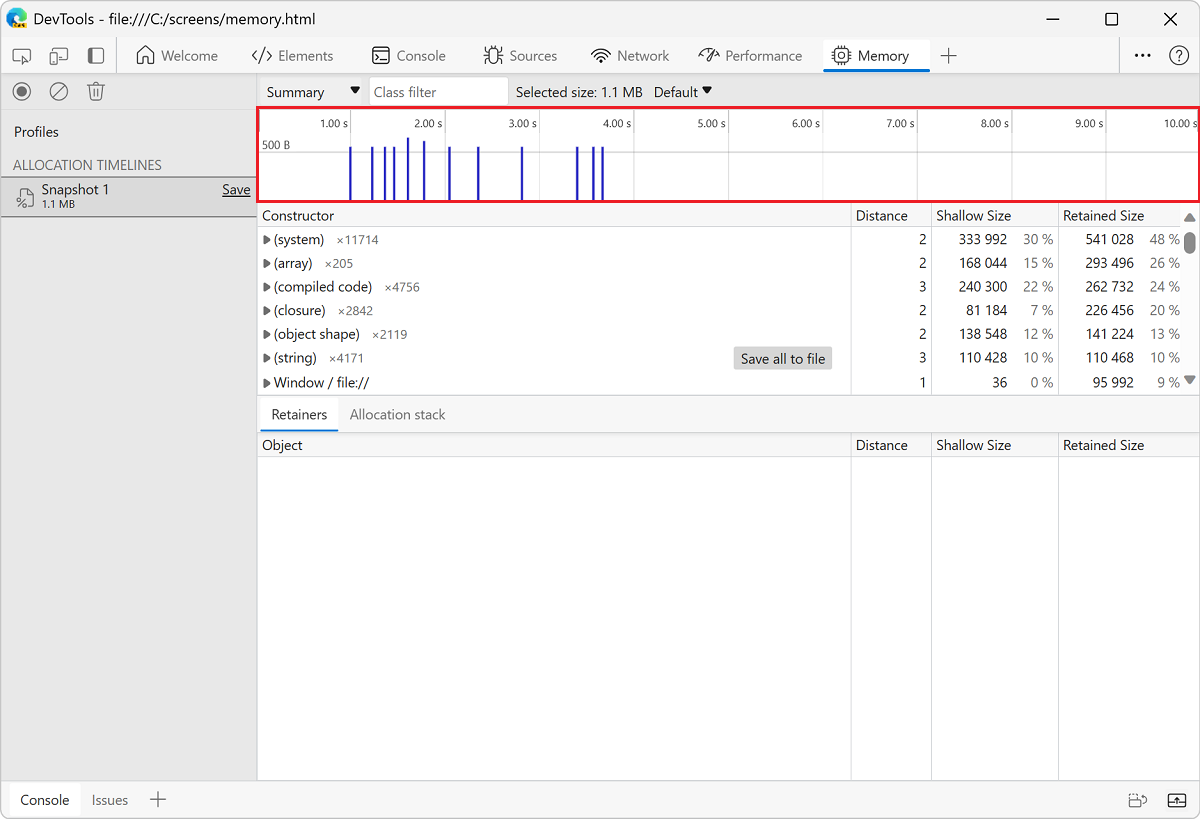 DevTools - file:///C:/screens/memory.html
Welcome Elements Console Sources Network Performance Memory
Summary Class filter Selected size: 1.1 MB Default
Profiles
ALLOCATION TIMELINES
Snapshot 1 Save
1.1 MB
1.00 s 2.00 s 3.00 s 4.00 s 5.00 s 6.00 s 7.00 s 8.00 s 9.00 s 10.00 s
500 B
Constructor Distance Shallow Size Retained Size
(system) ×11714 2 333 992 30 % 541 028 48 %
(array) ×205 2 168 044 15 % 293 496 26 %
(compiled code) ×4756 3 240 300 22 % 262 732 24 %
(closure) ×2842 2 81 184 7 % 226 456 20 %
(object shape) ×2119 2 138 548 12 % 141 224 13 %
(string) ×4171 Save all to file 3 110 428 10 % 110 468 10 %
Window / file:// 1 36 0 % 95 992 9 %
Retainers Allocation stack
Object Distance Shallow Size Retained Size
Console Issues